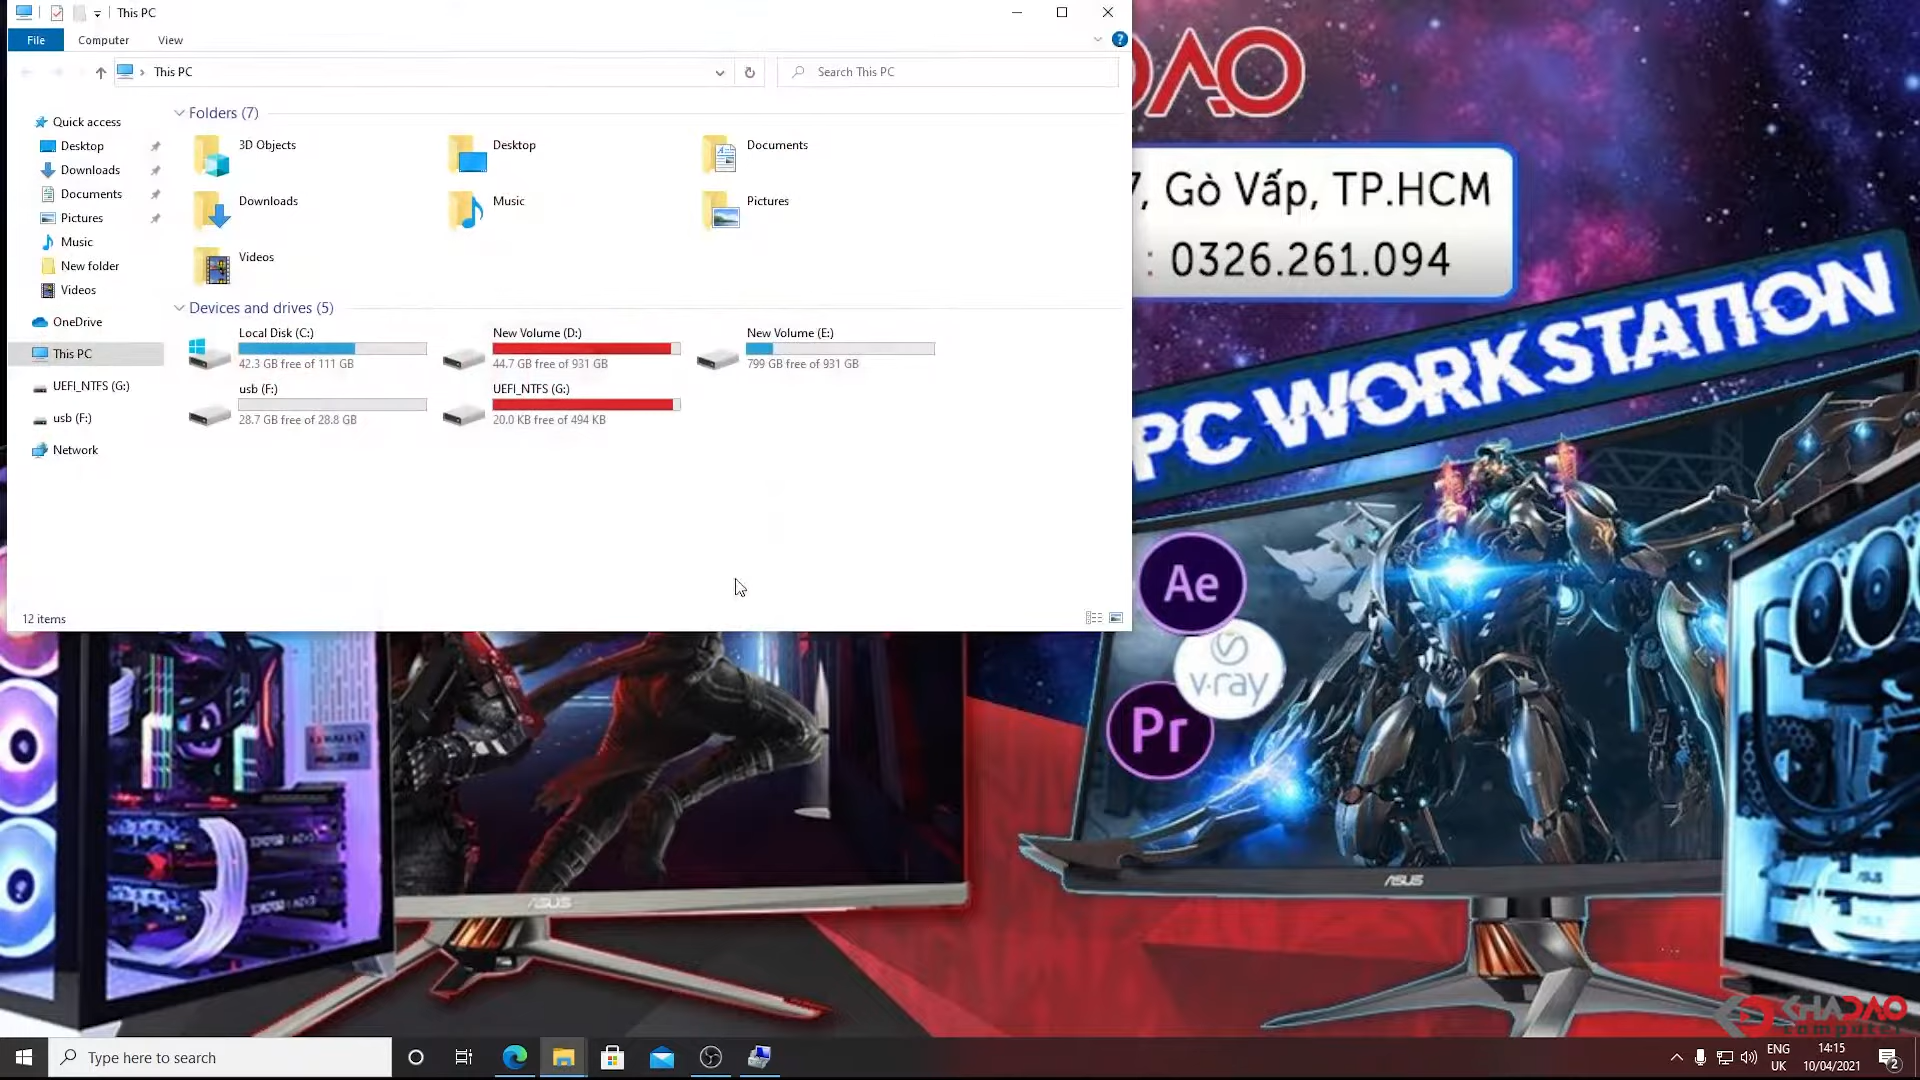 This PC
File
Computer
View
This PC
Search This PC
Quick access
Desktop
Downloads
Documents
Pictures
Music
New folder
Videos
OneDrive
This PC
UEFI_NTFS (G:)
usb (F:)
Network
Folders (7)
3D Objects
Desktop
Documents
Downloads
Music
Pictures
Videos
Devices and drives (5)
Local Disk (C:)
42.3 GB free of 111 GB
New Volume (D:)
44.7 GB free of 931 GB
New Volume (E:)
799 GB free of 931 GB
usb (F:)
28.7 GB free of 28.8 GB
UEFI_NTFS (G:)
20.0 KB free of 494 KB
12 items
DAO
7, Gò Vấp, TP.HCM
: 0326.261.094
PC WORKSTATION
Ae
v·ray
Pr
ASUS
ASUS
KHADAO
computer
Type here to search
ENG
UK
14:15
10/04/2021
2